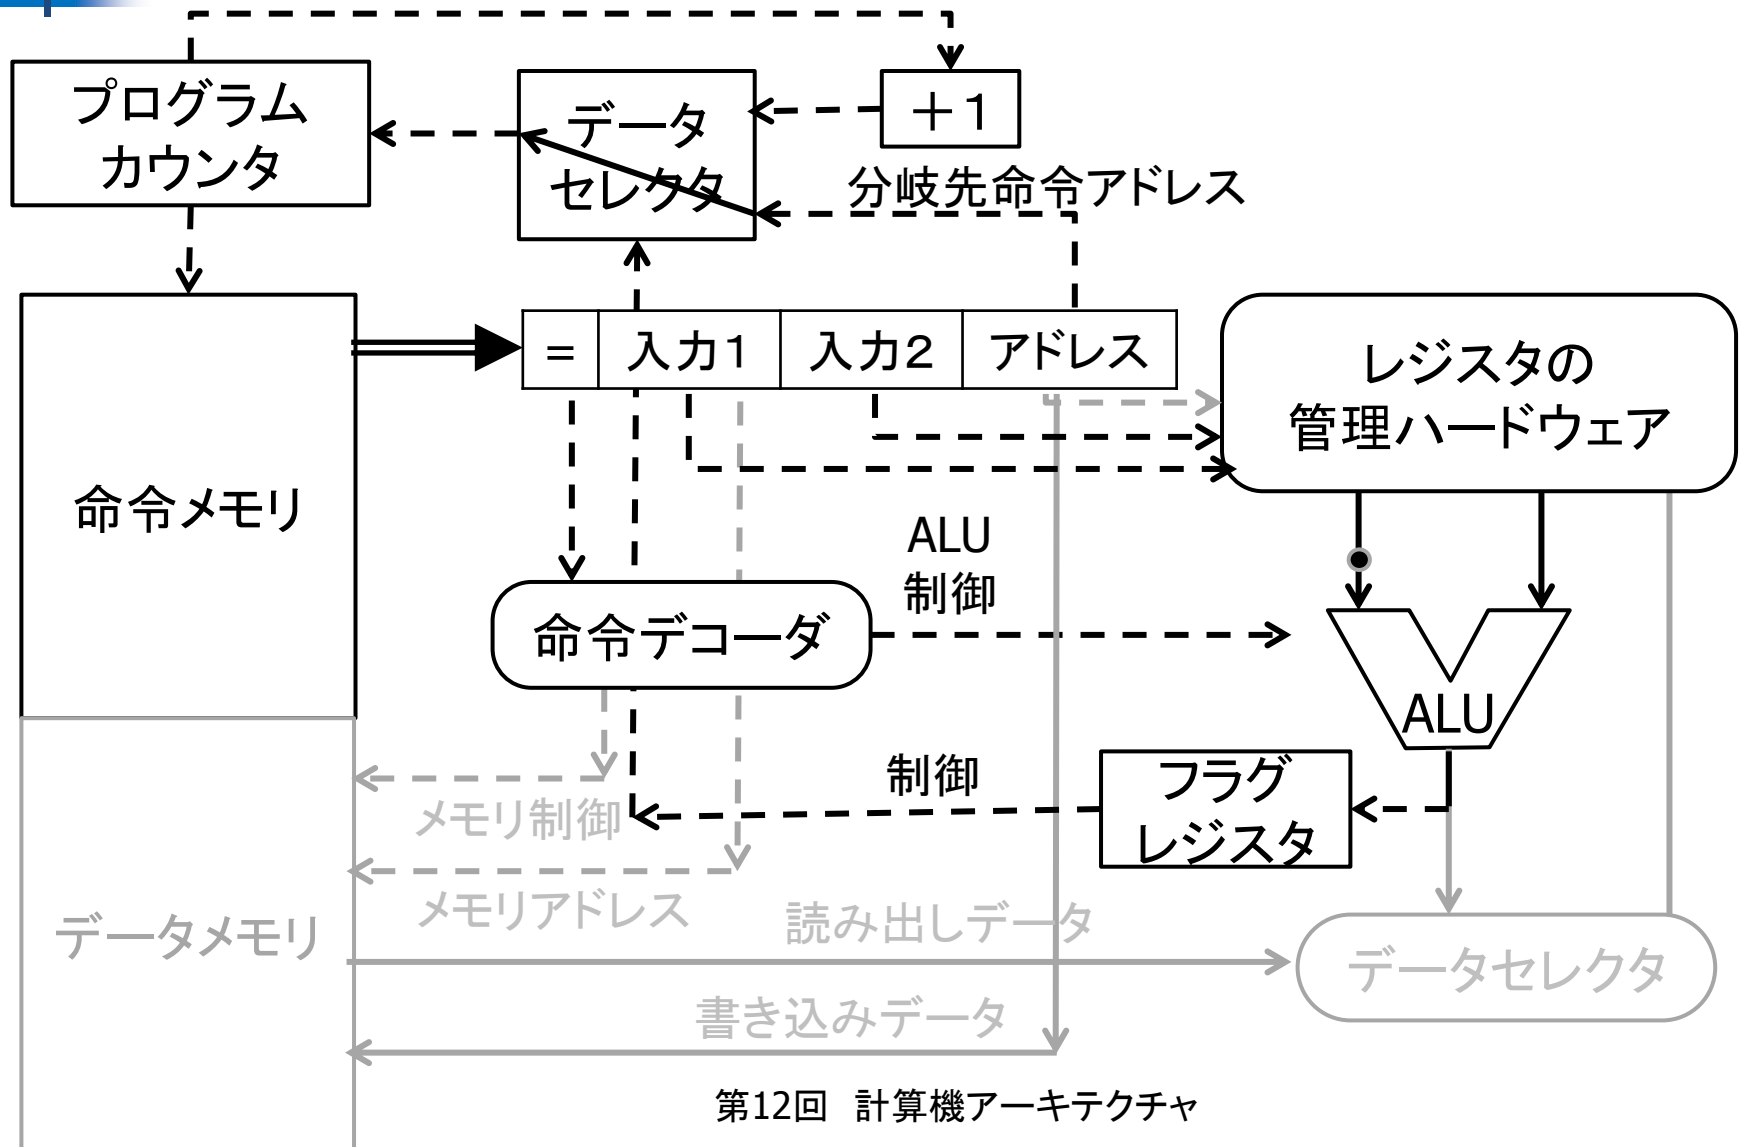 プログラム
カウンタ
データ
セレクタ
＋１
分岐先命令アドレス
=
入力1
入力2
アドレス
レジスタの
管理ハードウェア
命令メモリ
ALU
制御
命令デコーダ
ALU
制御
フラグ
レジスタ
メモリ制御
メモリアドレス
データメモリ
読み出しデータ
データセレクタ
書き込みデータ
第12回　計算機アーキテクチャ